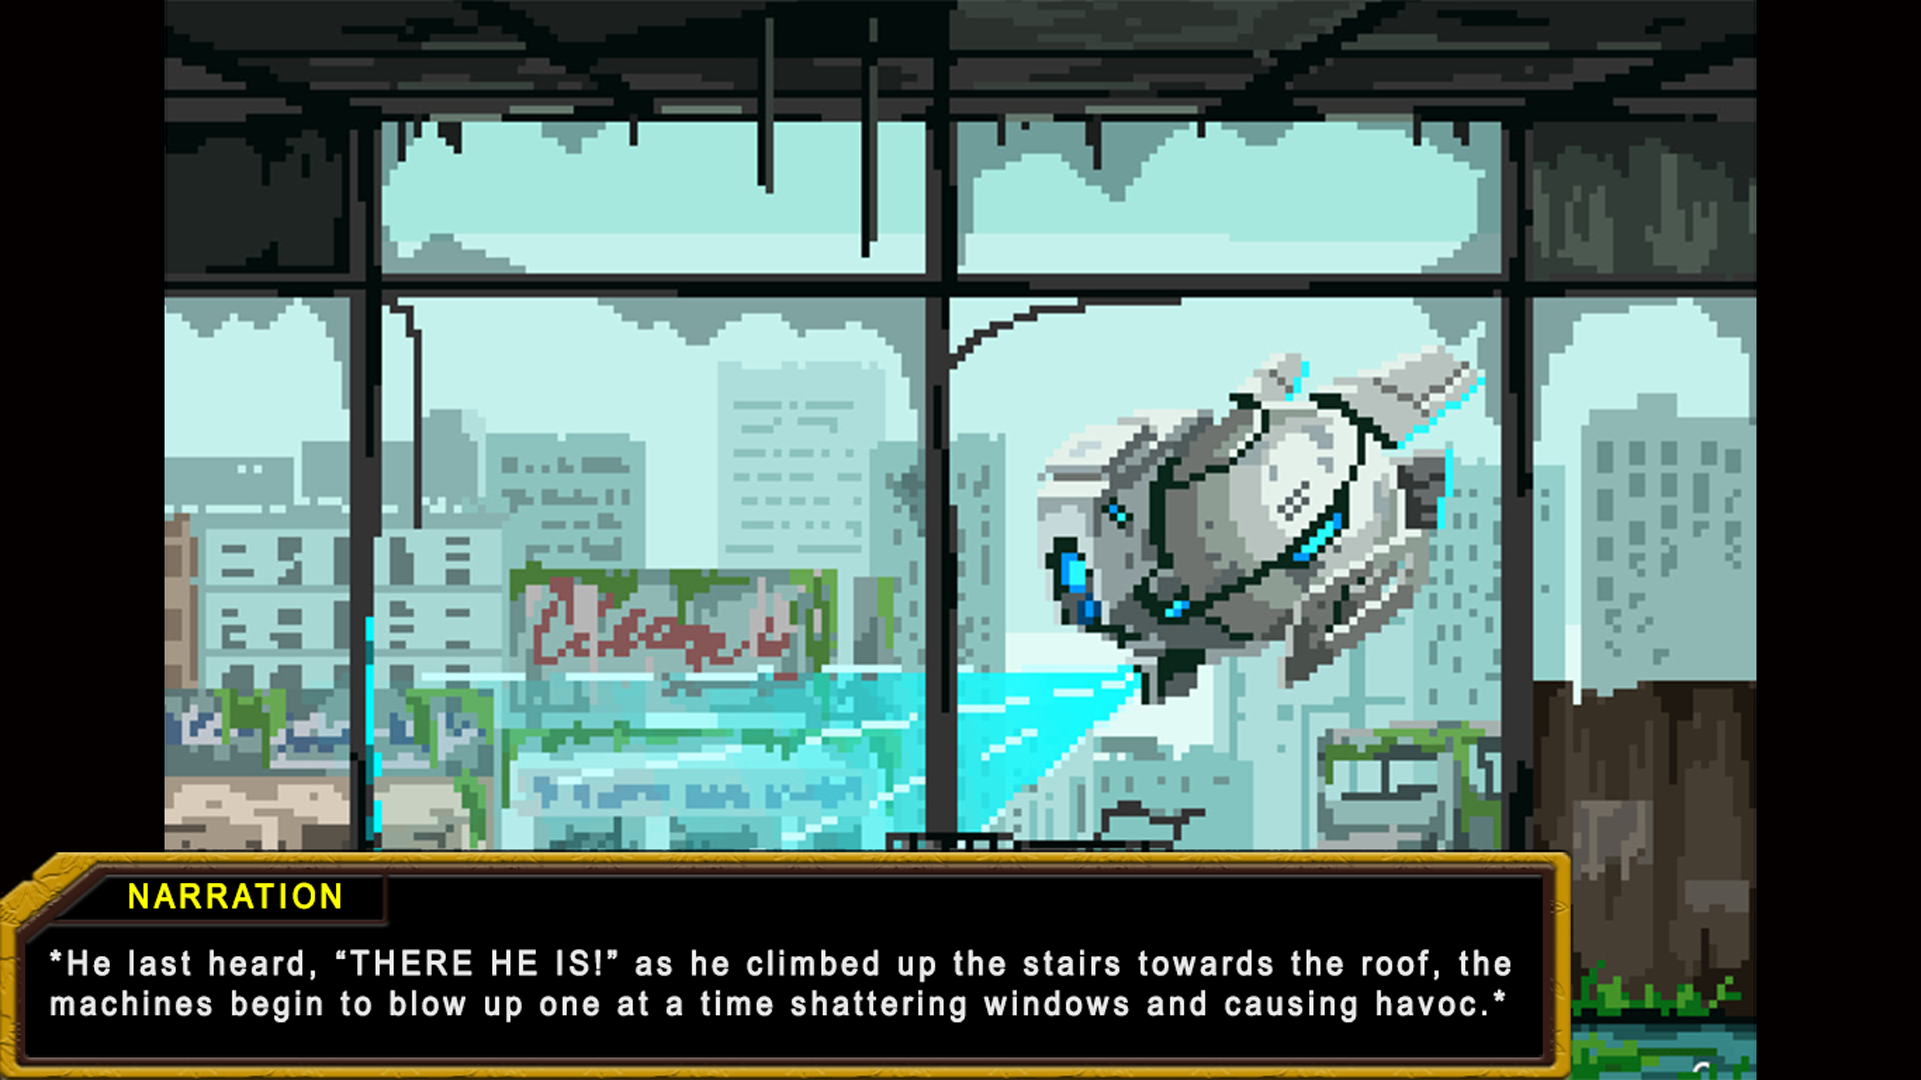 NARRATION
*He last heard, “THERE HE IS!” as he climbed up the stairs towards the roof, the
machines begin to blow up one at a time shattering windows and causing havoc.*